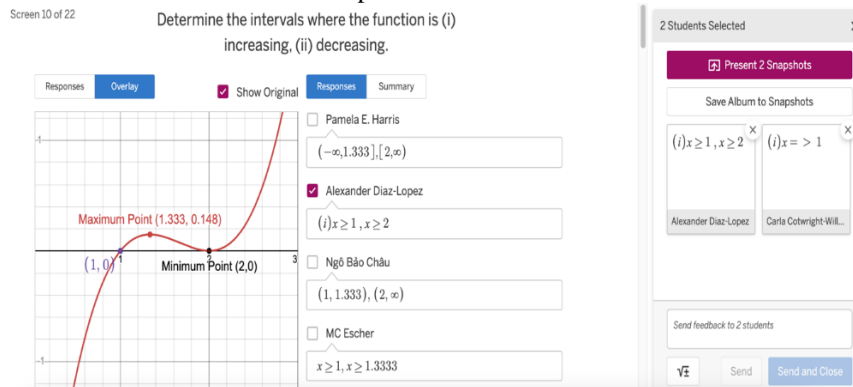 Screen 10 of 22
Determine the intervals where the function is (i)
increasing, (ii) decreasing.
Responses Overlay
Show Original
Responses Summary
1
Maximum Point (1.333, 0.148)
(1, 0)
1
2
3
Minimum Point (2,0)
-1
Pamela E. Harris
(−∞,1.333],[2,∞)
Alexander Diaz-Lopez
(i)x≥1,x≥2
Ngô Bảo Châu
(1,1.333),(2,∞)
MC Escher
x≥1,x≥1.3333
2 Students Selected
Present 2 Snapshots
Save Album to Snapshots
X
(i)x≥1,x≥2
Alexander Diaz-Lopez
X
(i)x=>1
Carla Cotwright-Will...
Send feedback to 2 students
Send
Send and Close